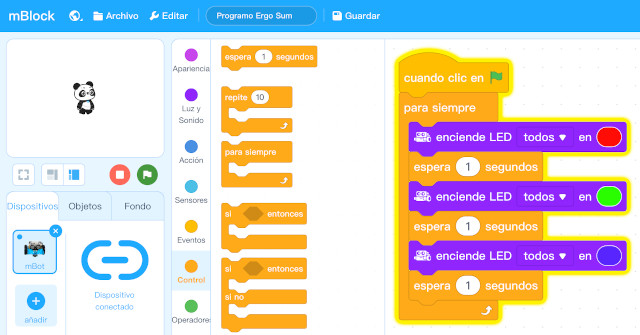 mBlock Archivo Editar Programo Ergo Sum Guardar
Dispositivos Objetos Fondo
mBot
añadir
Dispositivo
conectado
Apariencia
Luz y
Sonido
Acción
Sensores
Eventos
Control
Operadores
espera 1 segundos
repite 10
para siempre
si entonces
si entonces
si no
cuando clic en
para siempre
enciende LED todos ▼ en
espera 1 segundos
enciende LED todos ▼ en
espera 1 segundos
enciende LED todos ▼ en
espera 1 segundos